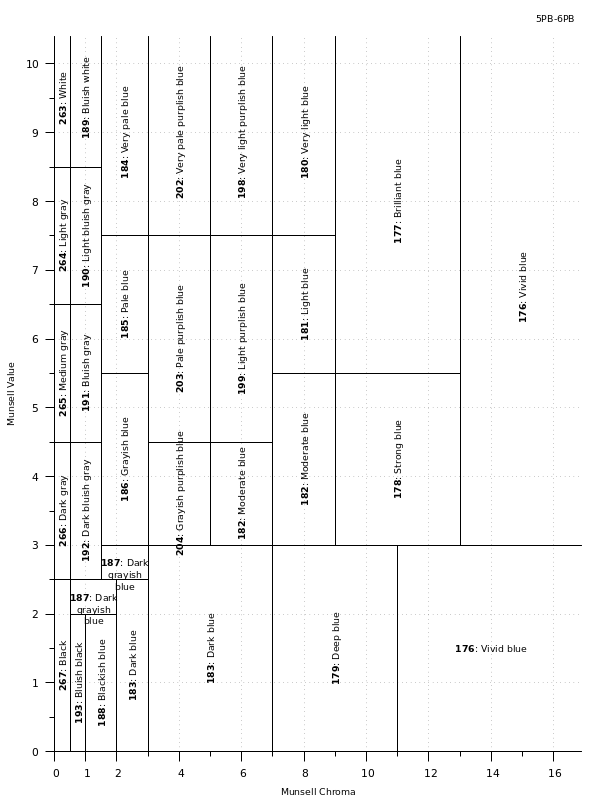 5PB-6PB
263: White
189: Bluish white
184: Very pale blue
202: Very pale purplish blue
198: Very light purplish blue
180: Very light blue
177: Brilliant blue
176: Vivid blue
264: Light gray
190: Light bluish gray
185: Pale blue
203: Pale purplish blue
199: Light purplish blue
181: Light blue
265: Medium gray
191: Bluish gray
186: Grayish blue
204: Grayish purplish blue
182: Moderate blue
182: Moderate blue
178: Strong blue
266: Dark gray
192: Dark bluish gray
187: Dark
grayish
blue
187: Dark
grayish
blue
267: Black
193: Bluish black
188: Blackish blue
183: Dark blue
183: Dark blue
179: Deep blue
176: Vivid blue
10
9
8
7
6
5
4
3
2
1
0
Munsell Value
0 1 2 4 6 8 10 12 14 16
Munsell Chroma